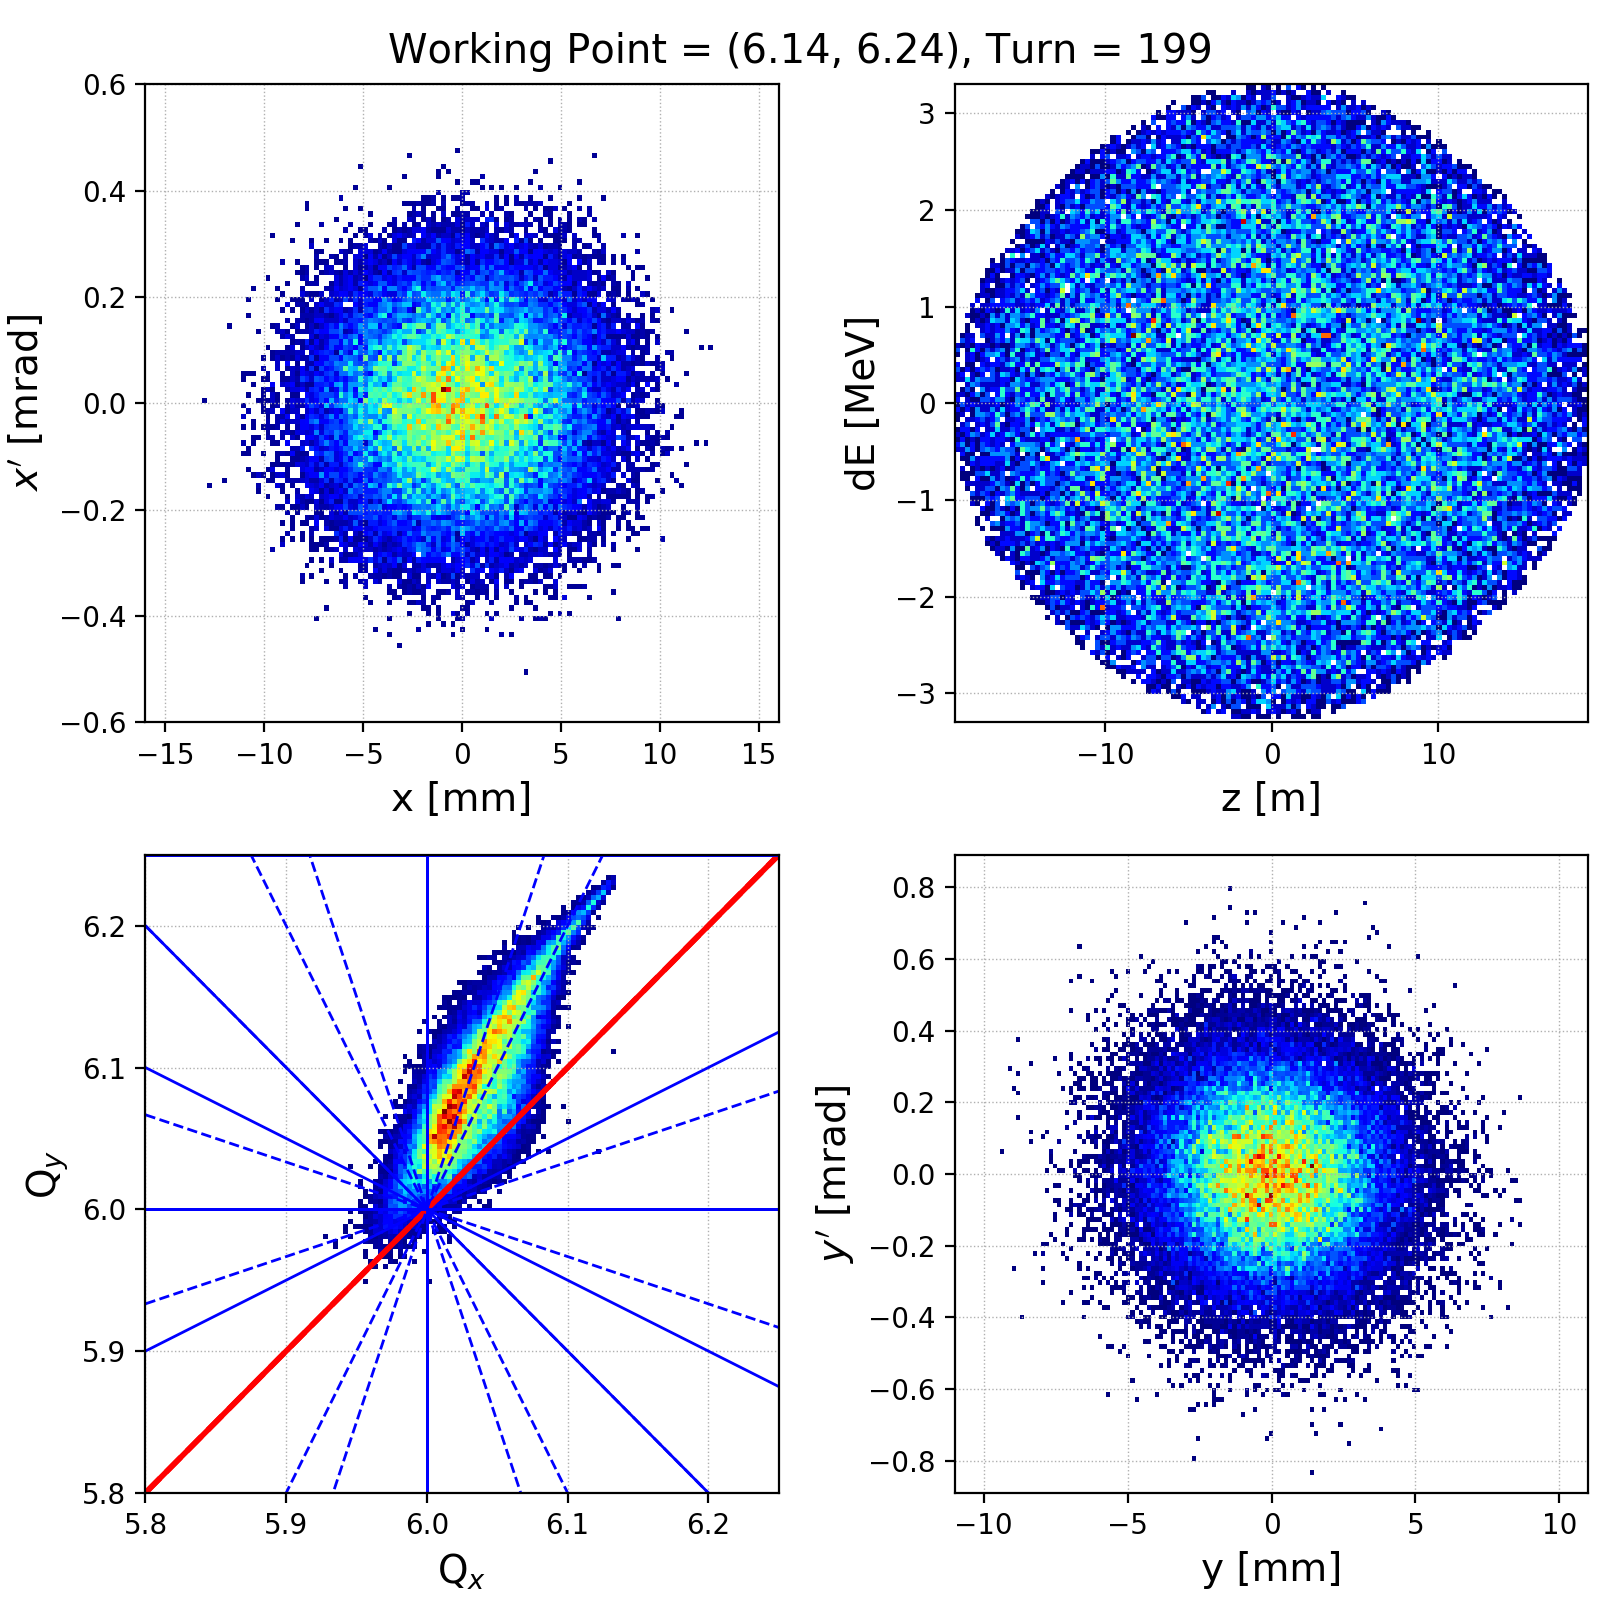 Working Point = (6.14, 6.24), Turn = 199
0.6
0.4
0.2
0.0
−0.2
−0.4
−0.6
x′ [mrad]
−15 −10 −5 0 5 10 15
x [mm]
3
2
1
0
−1
−2
−3
dE [MeV]
−10 0 10
z [m]
6.2
6.1
6.0
5.9
5.8
Qy
5.8 5.9 6.0 6.1 6.2
Qx
0.8
0.6
0.4
0.2
0.0
−0.2
−0.4
−0.6
−0.8
y′ [mrad]
−10 −5 0 5 10
y [mm]